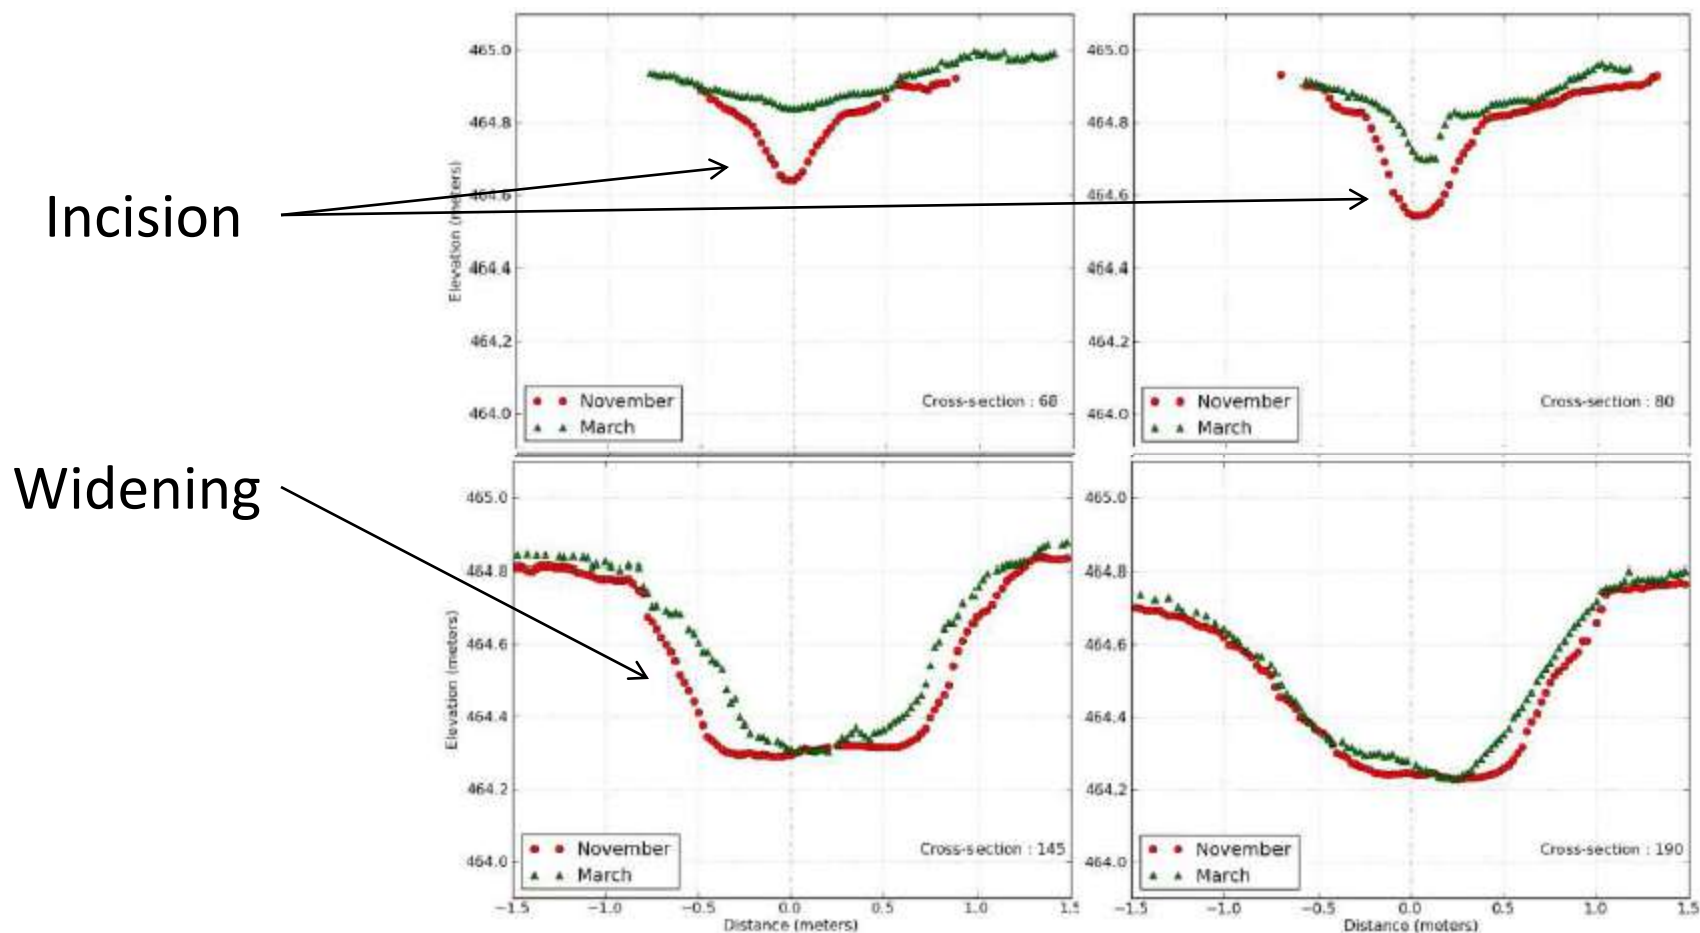 Incision
Widening
Elevation (meters)
465.0
464.8
464.6
464.4
464.2
464.0
November
March
Cross-section : 68
465.0
464.8
464.6
464.4
464.2
464.0
November
March
Cross-section : 80
Elevation (meters)
465.0
464.8
464.6
464.4
464.2
464.0
November
March
Cross-section : 145
−1.5 −1.0 −0.5 0.0 0.5 1.0 1.5
Distance (meters)
465.0
464.8
464.6
464.4
464.2
464.0
November
March
Cross-section : 190
−1.5 −1.0 −0.5 0.0 0.5 1.0 1.5
Distance (meters)